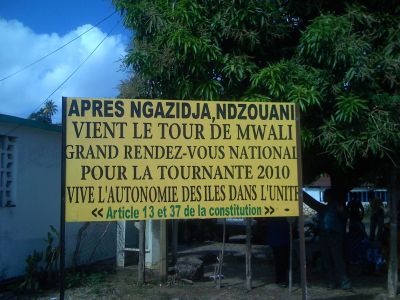 APRES NGAZIDJA,NDZOUANI
VIENT LE TOUR DE MWALI
GRAND RENDEZ-VOUS NATIONAL
POUR LA TOURNANTE 2010
VIVE L'AUTONOMIE DES ILES DANS L'UNITE
<< Article 13 et 37 de la constitution >>